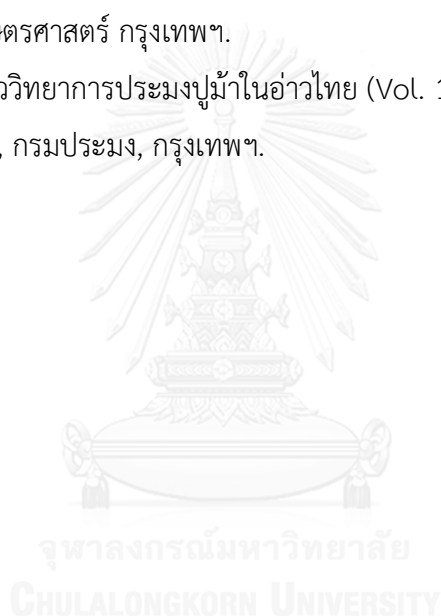 ษตรศาสตร์ กรุงเทพฯ.
ววิทยาการประมงปูม้าในอ่าวไทย (Vol. 1
, กรมประมง, กรุงเทพฯ.
จุฬาลงกรณ์มหาวิทยาลัย
CHULALONGKORN UNIVERSITY